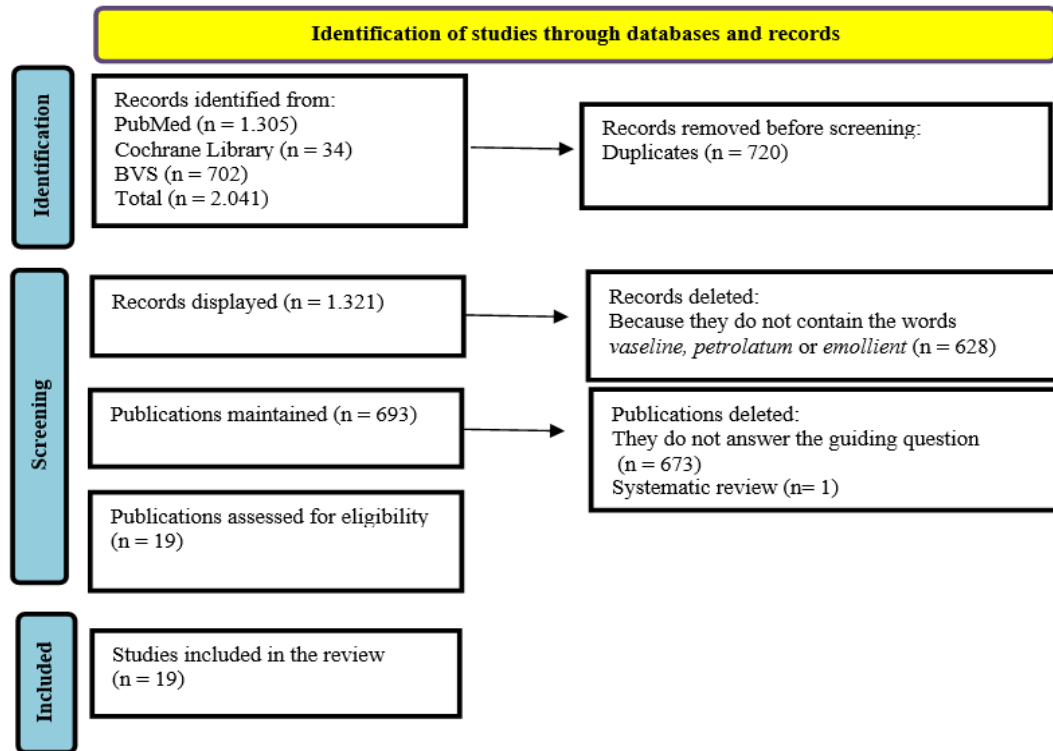 Identification of studies through databases and records
Identification
Records identified from:
PubMed (n = 1.305)
Cochrane Library (n = 34)
BVS (n = 702)
Total (n = 2.041)
Records removed before screening:
Duplicates (n = 720)
Screening
Records displayed (n = 1.321)
Records deleted:
Because they do not contain the words
vaseline, petrolatum or emollient (n = 628)
Publications maintained (n = 693)
Publications deleted:
They do not answer the guiding question
(n = 673)
Systematic review (n= 1)
Publications assessed for eligibility
(n = 19)
Included
Studies included in the review
(n = 19)